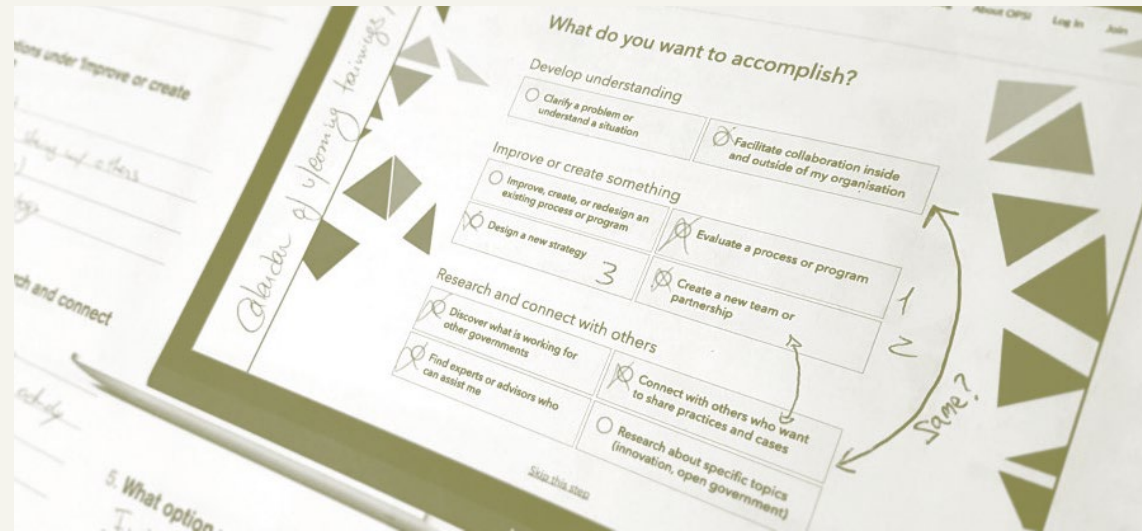 About OPSI Log In Join
What do you want to accomplish?
Develop understanding
Clarify a problem or
understand a situation
Facilitate collaboration inside
and outside of my organisation
Improve or create something
Improve, create, or redesign an
existing process or program
Evaluate a process or program
1
Design a new strategy
3
Create a new team or
partnership
2
Research and connect with others
Discover what is working for
other governments
Connect with others who want
to share practices and cases
Find experts or advisors who
can assist me
Research about specific topics
(innovation, open government)
Same?
Skip this step
Calendar of trainings,
tions under 'Improve or create
and connect
5. What option